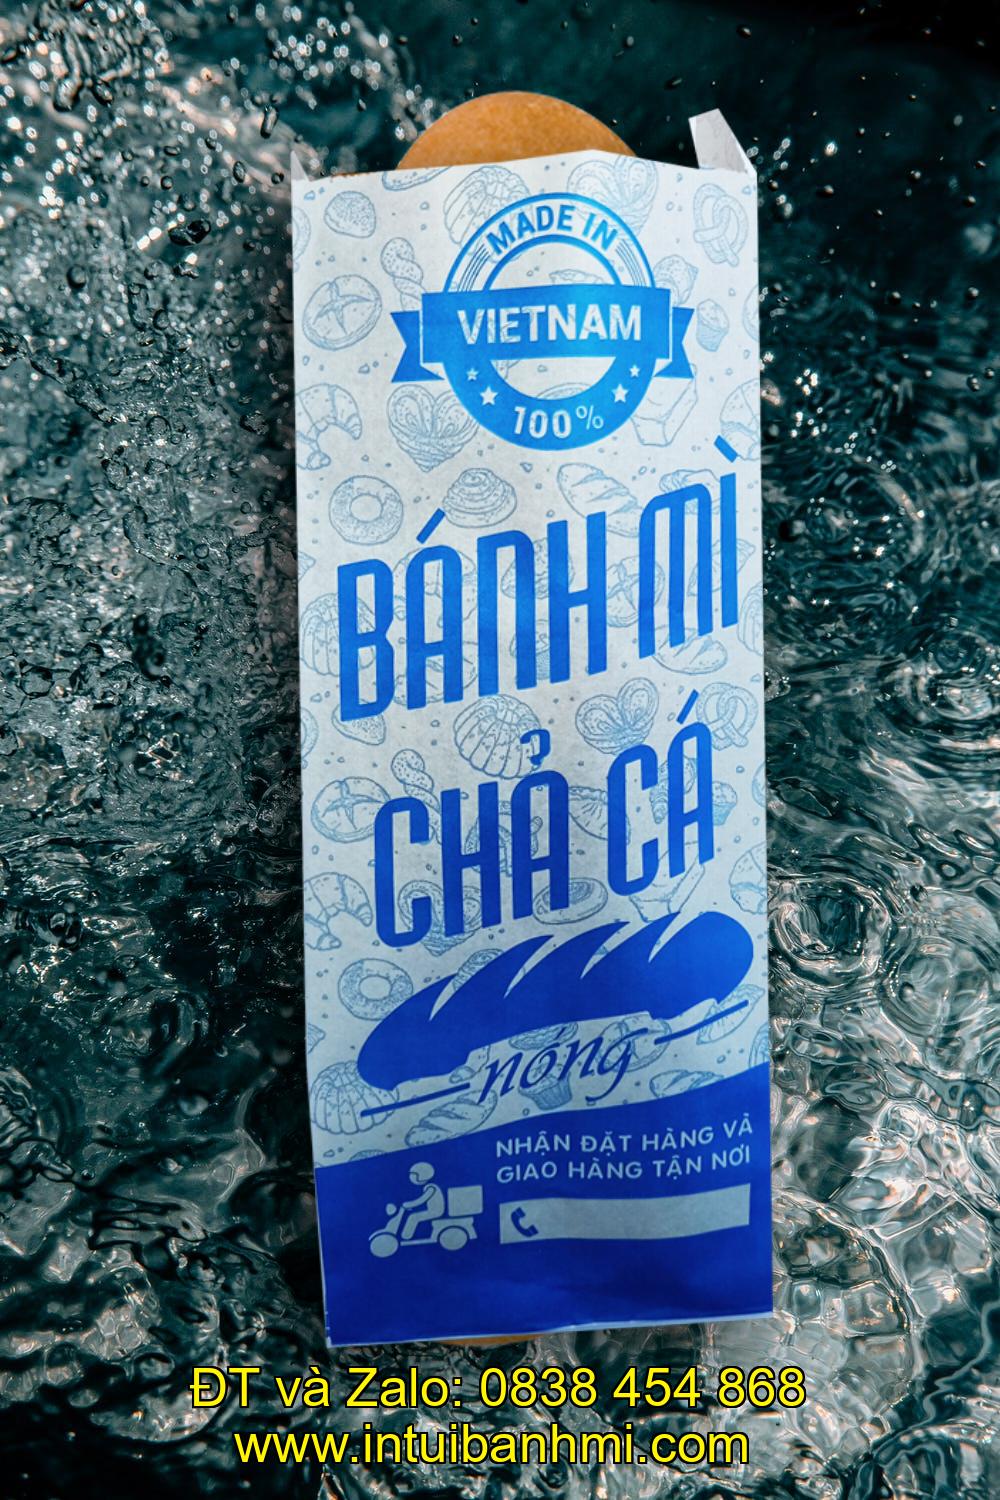 MADE IN
VIETNAM
100%
BÁNH MÌ
CHẢ CÁ
nóng
NHẬN ĐẶT HÀNG VÀ
GIAO HÀNG TẬN NƠI
ĐT và Zalo: 0838 454 868
www.intuibanhmi.com